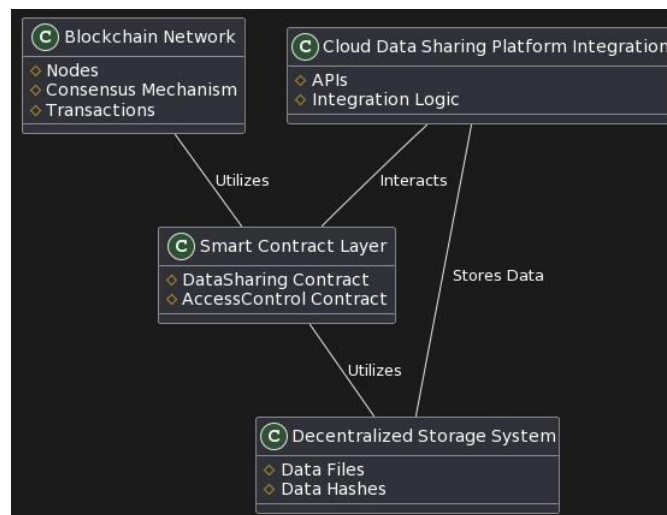 C Blockchain Network
Nodes
Consensus Mechanism
Transactions
C Cloud Data Sharing Platform Integration
APIs
Integration Logic
Utilizes
Interacts
C Smart Contract Layer
DataSharing Contract
AccessControl Contract
Stores Data
Utilizes
C Decentralized Storage System
Data Files
Data Hashes